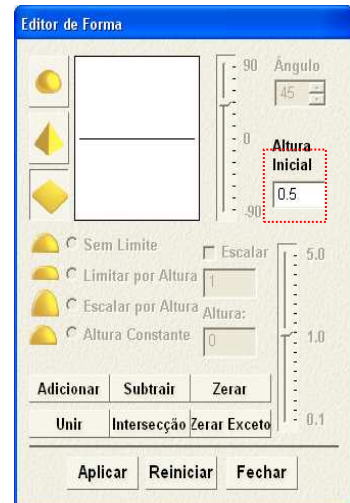 Editor de Forma
90
Ângulo
45
0
Altura
Inicial
0.5
-90
Sem Limite
Escalar
5.0
Limitar por Altura
1
Escalar por Altura
Altura:
Altura Constante
0
1.0
Adicionar
Subtrair
Zerar
Unir
Intersecção
Zerar Exceto
0.1
Aplicar
Reiniciar
Fechar